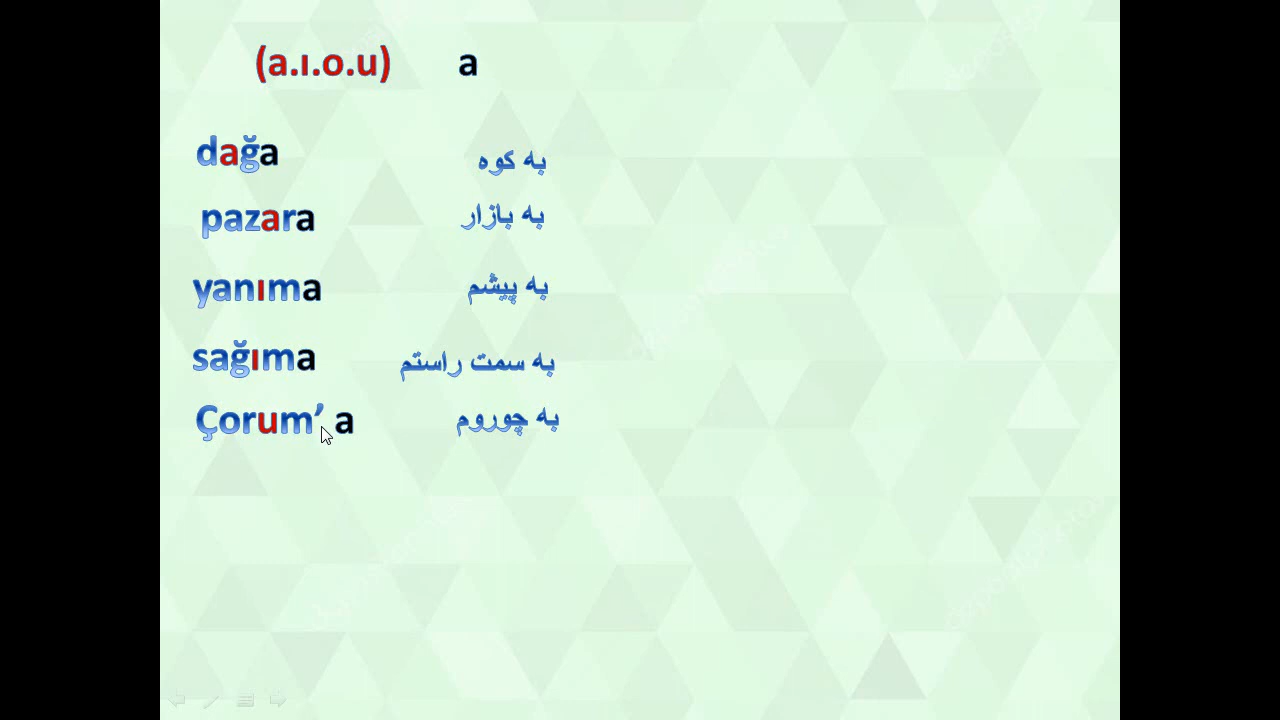 (a.ı.o.u) a
dağa به کوه
pazara به بازار
yanıma به پیشم
sağıma به سمت راستم
Çorum’ a به چوروم